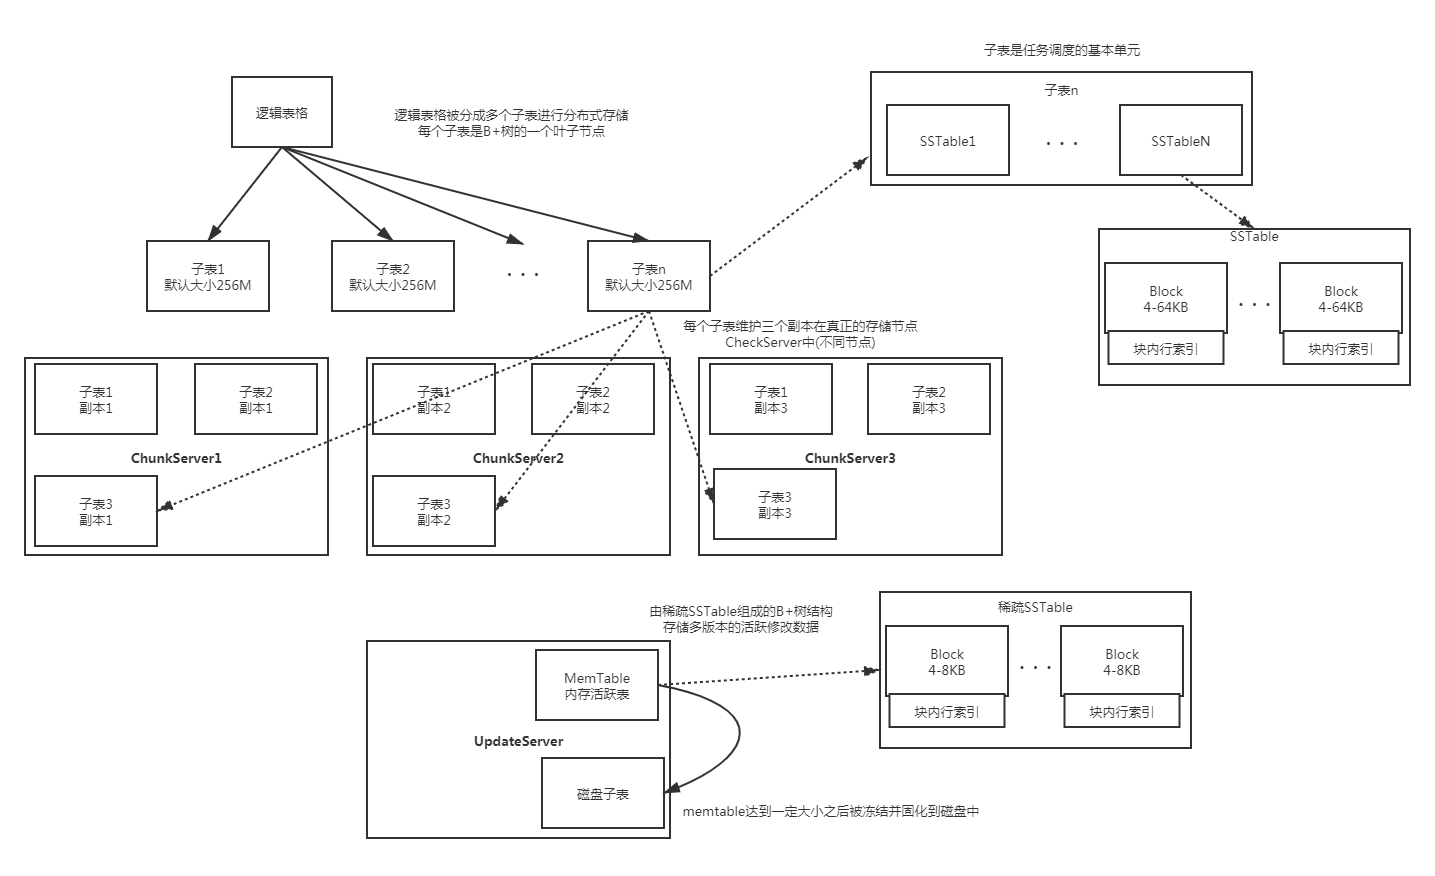 子表是任务调度的基本单元
子表n
SSTable1
. . .
SSTableN
逻辑表格
逻辑表格被分成多个子表进行分布式存储
每个子表是B+树的一个叶子节点
SSTable
Block
4-64KB
块内行索引
. . .
Block
4-64KB
块内行索引
子表1
默认大小256M
子表2
默认大小256M
. . .
子表n
默认大小256M
每个子表维护三个副本在真正的存储节点
CheckServer中(不同节点)
子表1
副本1
子表2
副本1
ChunkServer1
子表3
副本1
子表1
副本2
子表2
副本2
ChunkServer2
子表3
副本2
子表1
副本3
子表2
副本3
ChunkServer3
子表3
副本3
由稀疏SSTable组成的B+树结构
存储多版本的活跃修改数据
稀疏SSTable
Block
4-8KB
块内行索引
. . .
Block
4-8KB
块内行索引
MemTable
内存活跃表
UpdateServer
磁盘子表
memtable达到一定大小之后被冻结并固化到磁盘中